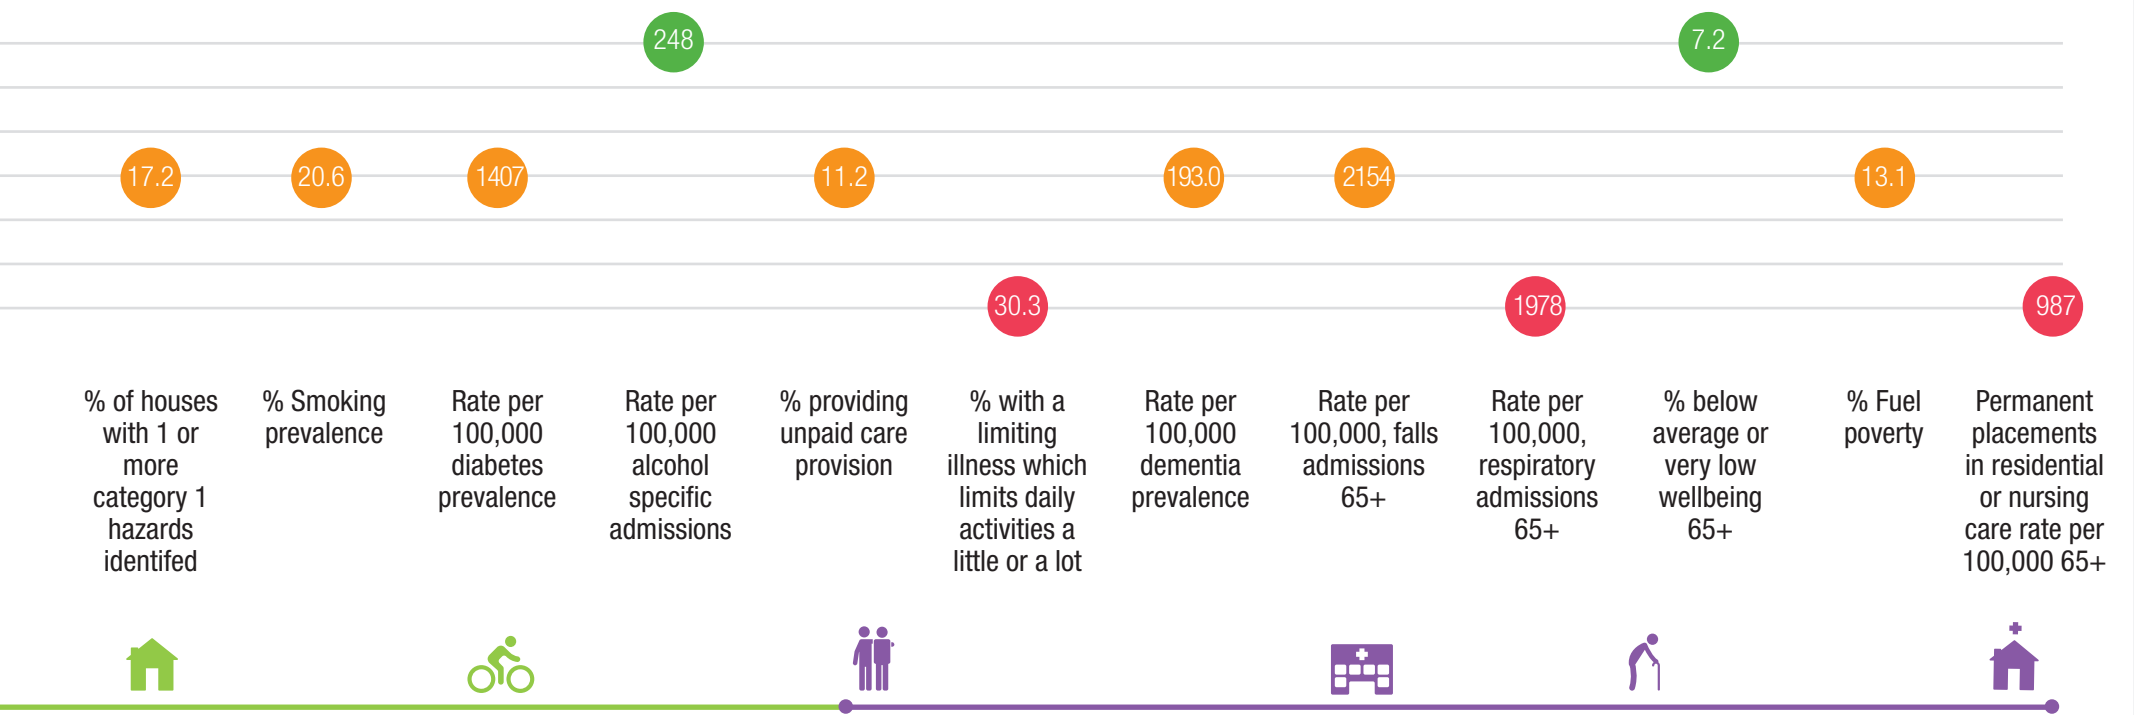 248
7.2
17.2
20.6
1407
11.2
193.0
2154
13.1
30.3
1978
987
% of houses
with 1 or
more
category 1
hazards
identifed
% Smoking
prevalence
Rate per
100,000
diabetes
prevalence
Rate per
100,000
alcohol
specific
admissions
% providing
unpaid care
provision
% with a
limiting
illness which
limits daily
activities a
little or a lot
Rate per
100,000
dementia
prevalence
Rate per
100,000, falls
admissions
65+
Rate per
100,000,
respiratory
admissions
65+
% below
average or
very low
wellbeing
65+
% Fuel
poverty
Permanent
placements
in residential
or nursing
care rate per
100,000 65+